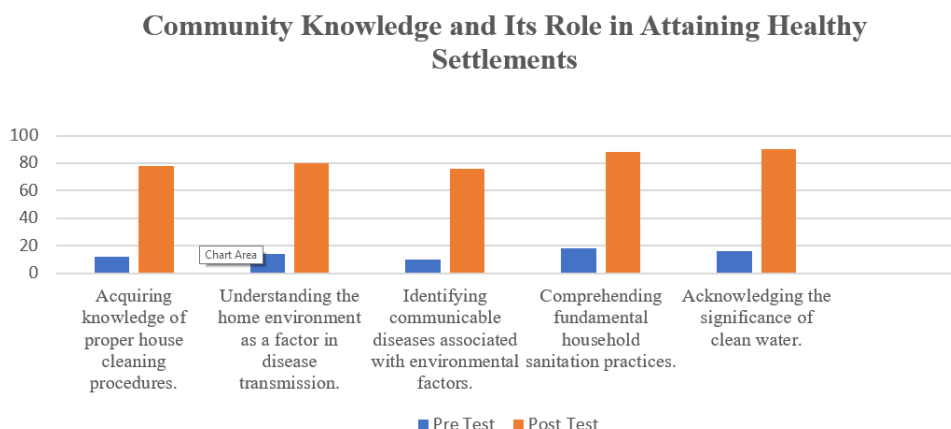 Community Knowledge and Its Role in Attaining Healthy
Settlements
100
80
60
40
20
0
Chart Area
Acquiring
knowledge of
proper house
cleaning
procedures.
Understanding the
home environment
as a factor in
disease
transmission.
Identifying
communicable
diseases associated
with environmental
factors.
Comprehending
fundamental
household
sanitation practices.
Acknowledging the
significance of
clean water.
Pre Test Post Test